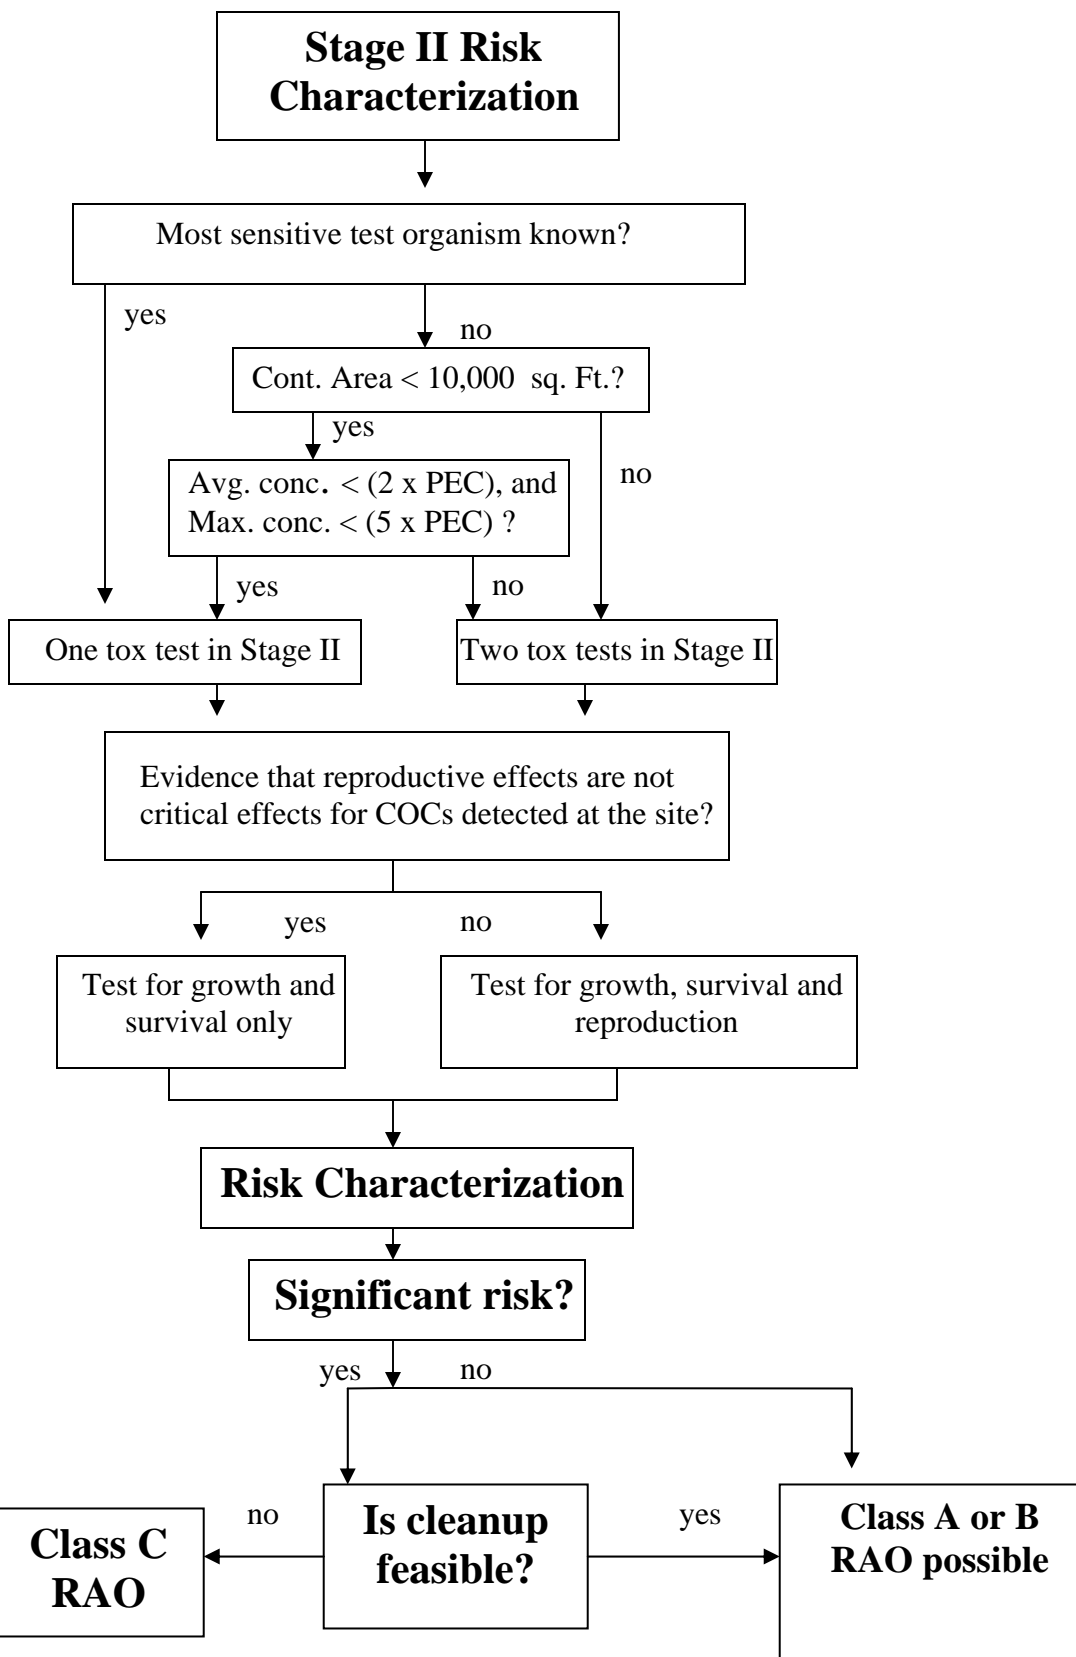 Stage II Risk
Characterization
Most sensitive test organism known?
yes
no
Cont. Area < 10,000 sq. Ft.?
yes
no
Avg. conc. < (2 x PEC), and
Max. conc. < (5 x PEC) ?
yes
no
One tox test in Stage II
Two tox tests in Stage II
Evidence that reproductive effects are not
critical effects for COCs detected at the site?
yes
no
Test for growth and
survival only
Test for growth, survival and
reproduction
Risk Characterization
Significant risk?
yes
no
Class C
RAO
no
Is cleanup
feasible?
yes
Class A or B
RAO possible